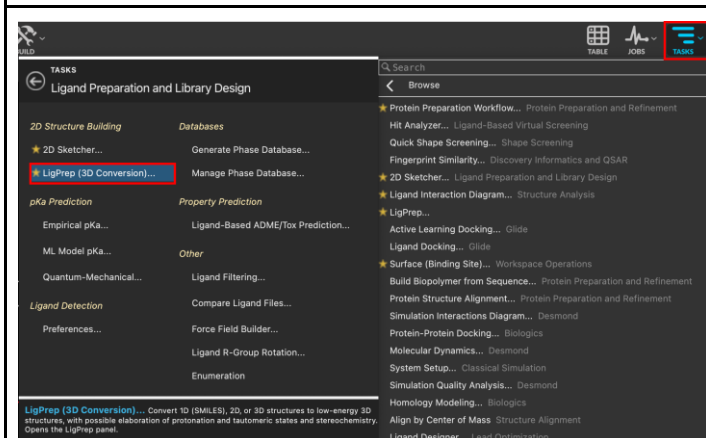 BUILD
TABLE
JOBS
TASKS
TASKS
Ligand Preparation and Library Design
2D Structure Building
2D Sketcher...
LigPrep (3D Conversion)...
pKa Prediction
Empirical pKa...
ML Model pKa...
Quantum-Mechanical...
Ligand Detection
Preferences...
Databases
Generate Phase Database...
Manage Phase Database...
Property Prediction
Ligand-Based ADME/Tox Prediction...
Other
Ligand Filtering...
Compare Ligand Files...
Force Field Builder...
Ligand R-Group Rotation...
Enumeration
LigPrep (3D Conversion)... Convert 1D (SMILES), 2D, or 3D structures to low-energy 3D
structures, with possible elaboration of protonation and tautomeric states and stereochemistry.
Opens the LigPrep panel.
Search
Browse
Protein Preparation Workflow... Protein Preparation and Refinement
Hit Analyzer... Ligand-Based Virtual Screening
Quick Shape Screening... Shape Screening
Fingerprint Similarity... Discovery Informatics and QSAR
2D Sketcher... Ligand Preparation and Library Design
Ligand Interaction Diagram... Structure Analysis
LigPrep...
Active Learning Docking... Glide
Ligand Docking... Glide
Surface (Binding Site)... Workspace Operations
Build Biopolymer from Sequence... Protein Preparation and Refinement
Protein Structure Alignment... Protein Preparation and Refinement
Simulation Interactions Diagram... Desmond
Protein-Protein Docking... Biologics
Molecular Dynamics... Desmond
System Setup... Classical Simulation
Simulation Quality Analysis... Desmond
Homology Modeling... Biologics
Align by Center of Mass Structure Alignment
Ligand Designer... Lead Optimization